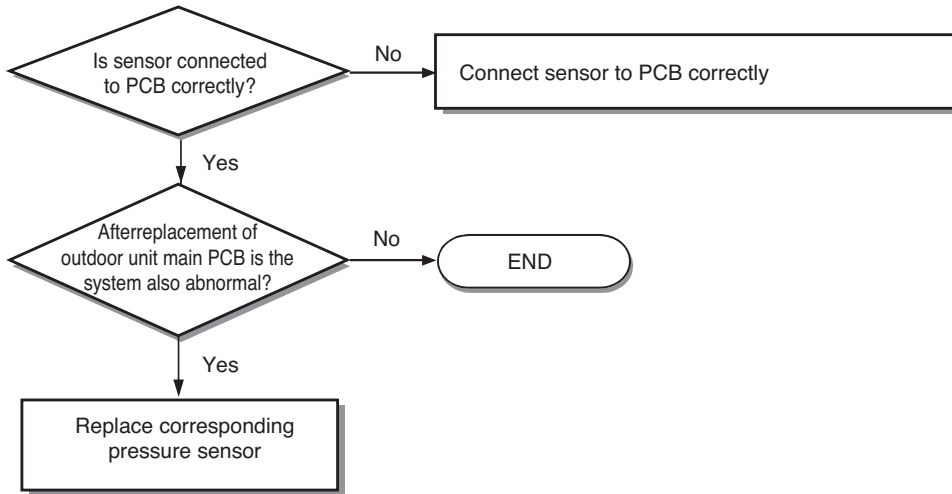 Is sensor connected
to PCB correctly?
No
Connect sensor to PCB correctly
Yes
Afterreplacement of
outdoor unit main PCB is the
system also abnormal?
No
END
Yes
Replace corresponding
pressure sensor